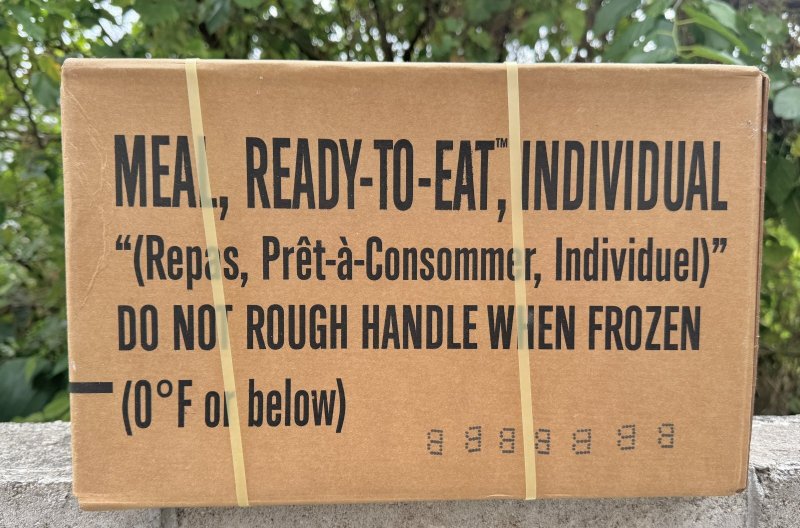 MEAL, READY-TO-EAT™, INDIVIDUAL
“(Repas, Prêt-à-Consommer, Individuel)”
DO NOT ROUGH HANDLE WHEN FROZEN
(0°F or below)